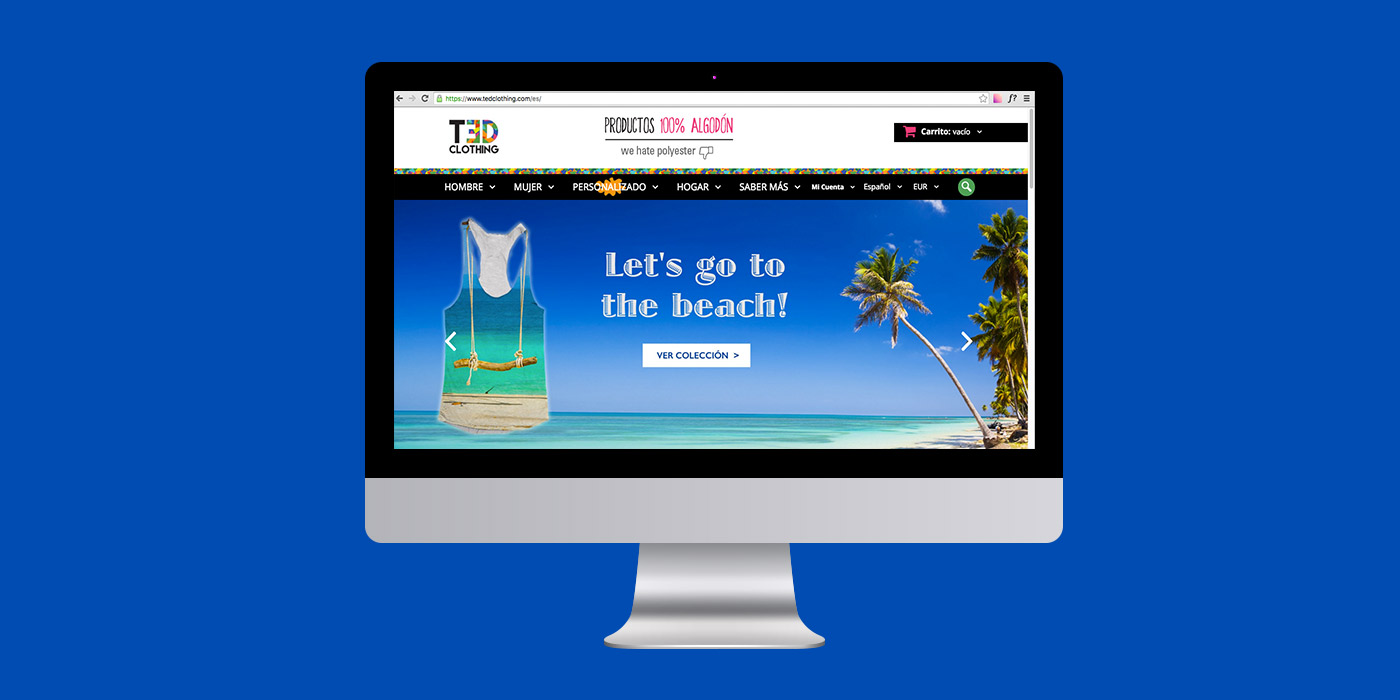 https://www.tedclothing.com/es/
TED
CLOTHING
PRODUCTOS 100% ALGODÓN
we hate polyester
Carrito: vacío
HOMBRE
MUJER
PERSONALIZADO
HOGAR
SABER MÁS
Mi Cuenta
Español
EUR
Let's go to
the beach!
VER COLECCIÓN >